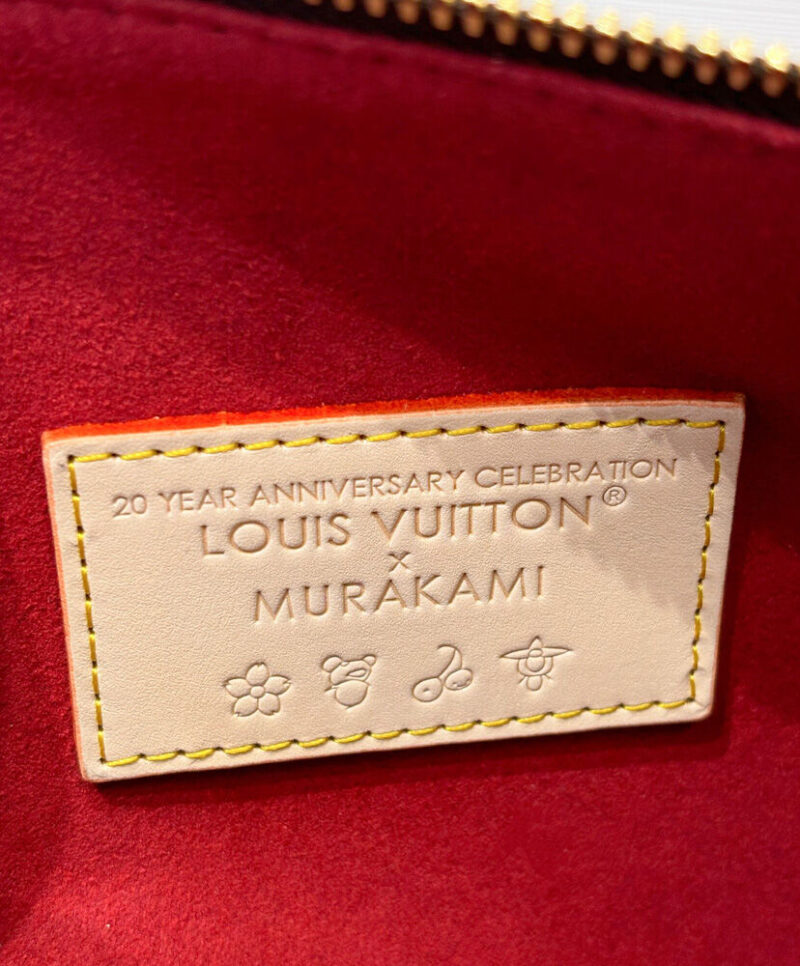 20 YEAR ANNIVERSARY CELEBRATION
LOUIS VUITTON®
x
MURAKAMI